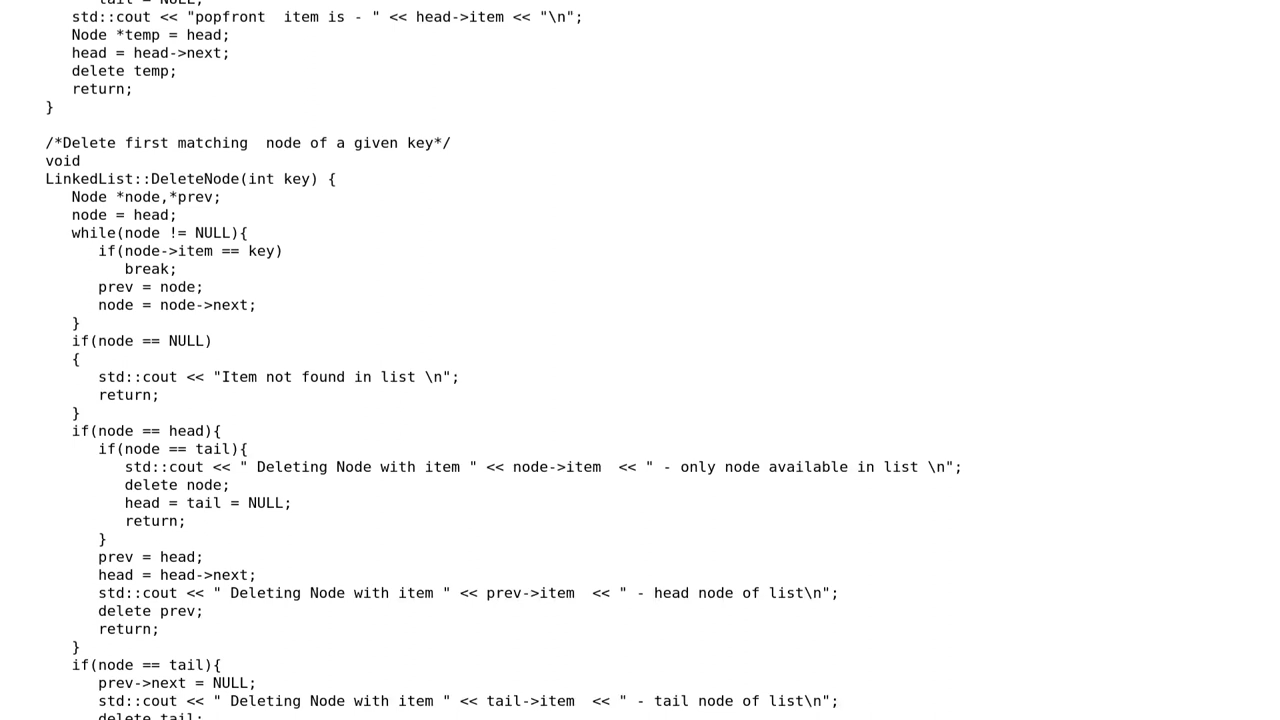 tail = NULL;
std::cout << "popfront  item is - " << head->item << "\n";
Node *temp = head;
head = head->next;
delete temp;
return;
}
/*Delete first matching  node of a given key*/
void
LinkedList::DeleteNode(int key) {
Node *node,*prev;
node = head;
while(node != NULL){
if(node->item == key)
break;
prev = node;
node = node->next;
}
if(node == NULL)
{
std::cout << "Item not found in list \n";
return;
}
if(node == head){
if(node == tail){
std::cout << " Deleting Node with item " << node->item  << " - only node available in list \n";
delete node;
head = tail = NULL;
return;
}
prev = head;
head = head->next;
std::cout << " Deleting Node with item " << prev->item  << " - head node of list\n";
delete prev;
return;
}
if(node == tail){
prev->next = NULL;
std::cout << " Deleting Node with item " << tail->item  << " - tail node of list\n";
delete tail;